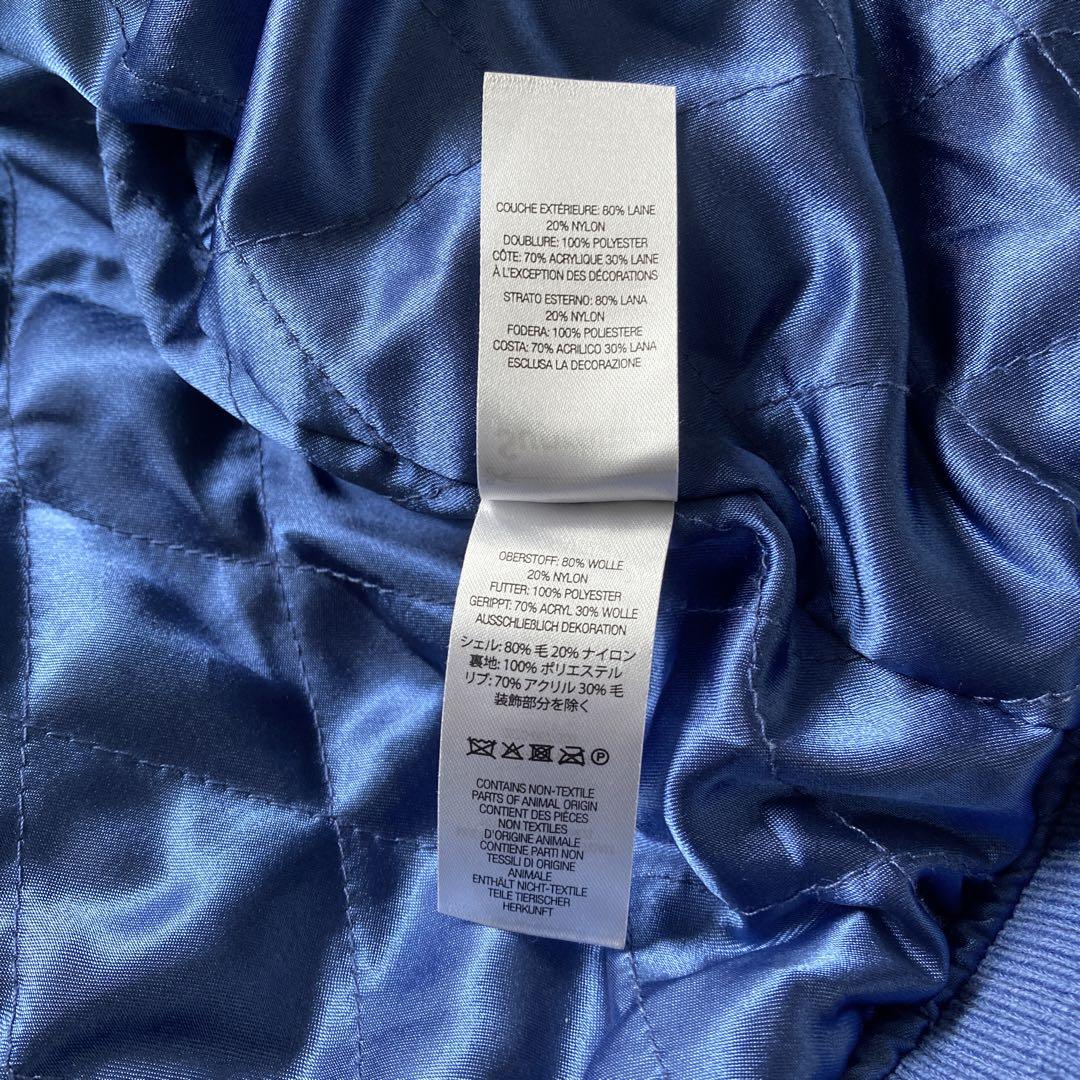 COUCHE EXTÉRIEURE: 80% LAINE
20% NYLON
DOUBLURE: 100% POLYESTER
CÔTE: 70% ACRYLIQUE 30% LAINE
À L'EXCEPTION DES DÉCORATIONS
STRATO ESTERNO: 80% LANA
20% NYLON
FODERA: 100% POLIESTERE
COSTA: 70% ACRILICO 30% LANA
ESCLUSA LA DECORAZIONE
OBERSTOFF: 80% WOLLE
20% NYLON
FUTTER: 100% POLYESTER
GERIPPT: 70% ACRYL 30% WOLLE
AUSSCHLIEßLICH DEKORATION
シェル: 80% 毛 20% ナイロン
裏地: 100% ポリエステル
リブ: 70% アクリル 30% 毛
装飾部分を除く
P
CONTAINS NON-TEXTILE
PARTS OF ANIMAL ORIGIN
CONTIENT DES PIÈCES
NON TEXTILES
D'ORIGINE ANIMALE
CONTIENE PARTI NON
TESSILI DI ORIGINE
ANIMALE
ENTHÄLT NICHT-TEXTILE
TEILE TIERISCHER
HERKUNFT